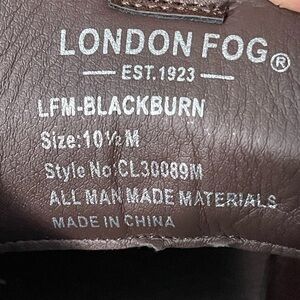 LONDON FOG®
EST.1923
LFM-BLACKBURN
Size:10½M
Style No:CL30089M
ALL MAN MADE MATERIALS
MADE IN CHINA